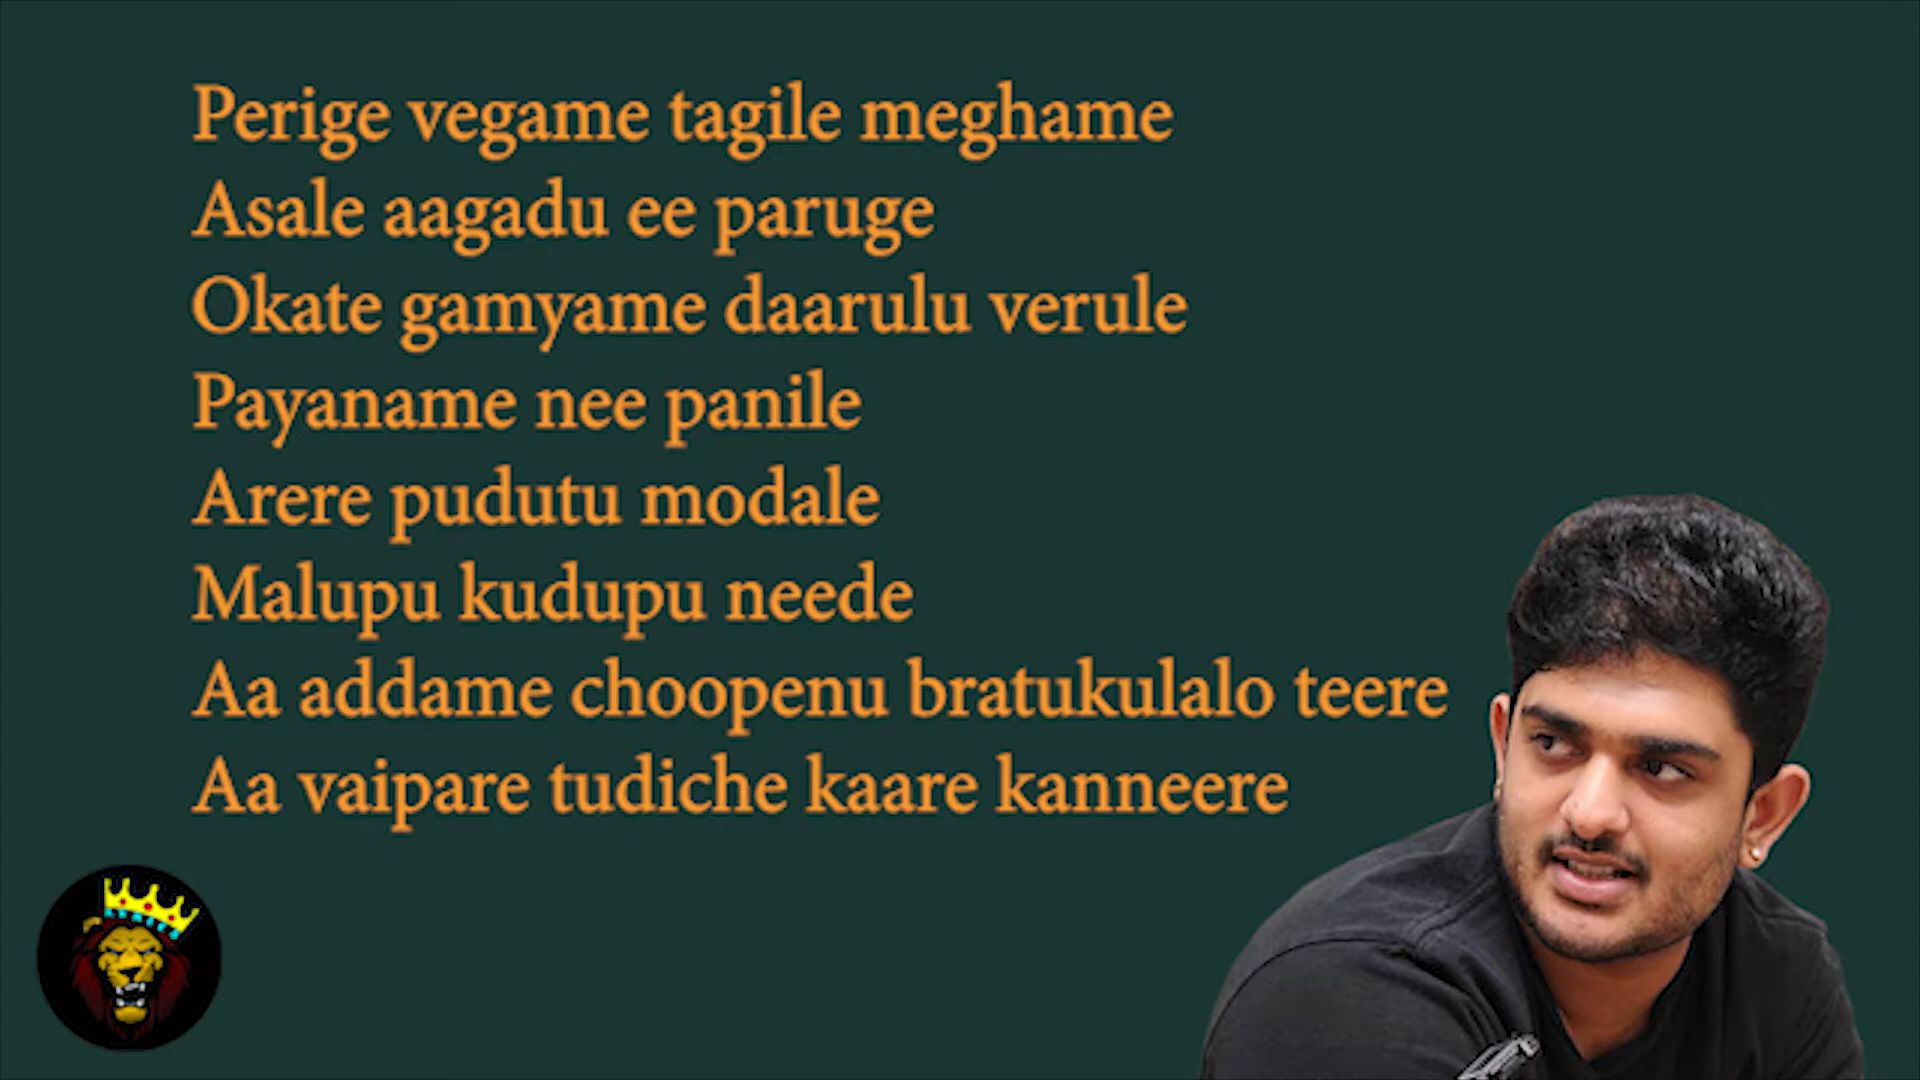 Perige vegame tagile meghame
Asale aagadu ee paruge
Okate gamyame daarulu verule
Payaname nee panile
Arere pudutu modale
Malupu kudupu neede
Aa addame choopenu bratukulalo teere
Aa vaipare tudiche kaare kanneere